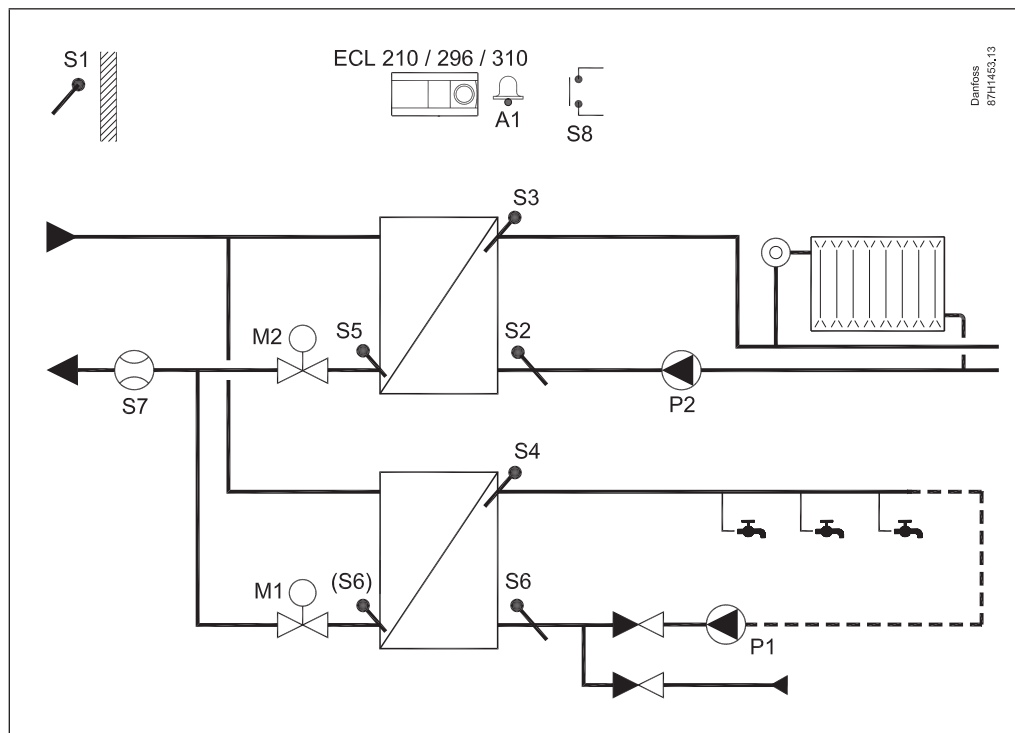 S1
ECL 210 / 296 / 310
A1
S8
Danfoss
87H1453.13
S3
M2
S5
S2
S7
P2
S4
M1
(S6)
S6
P1